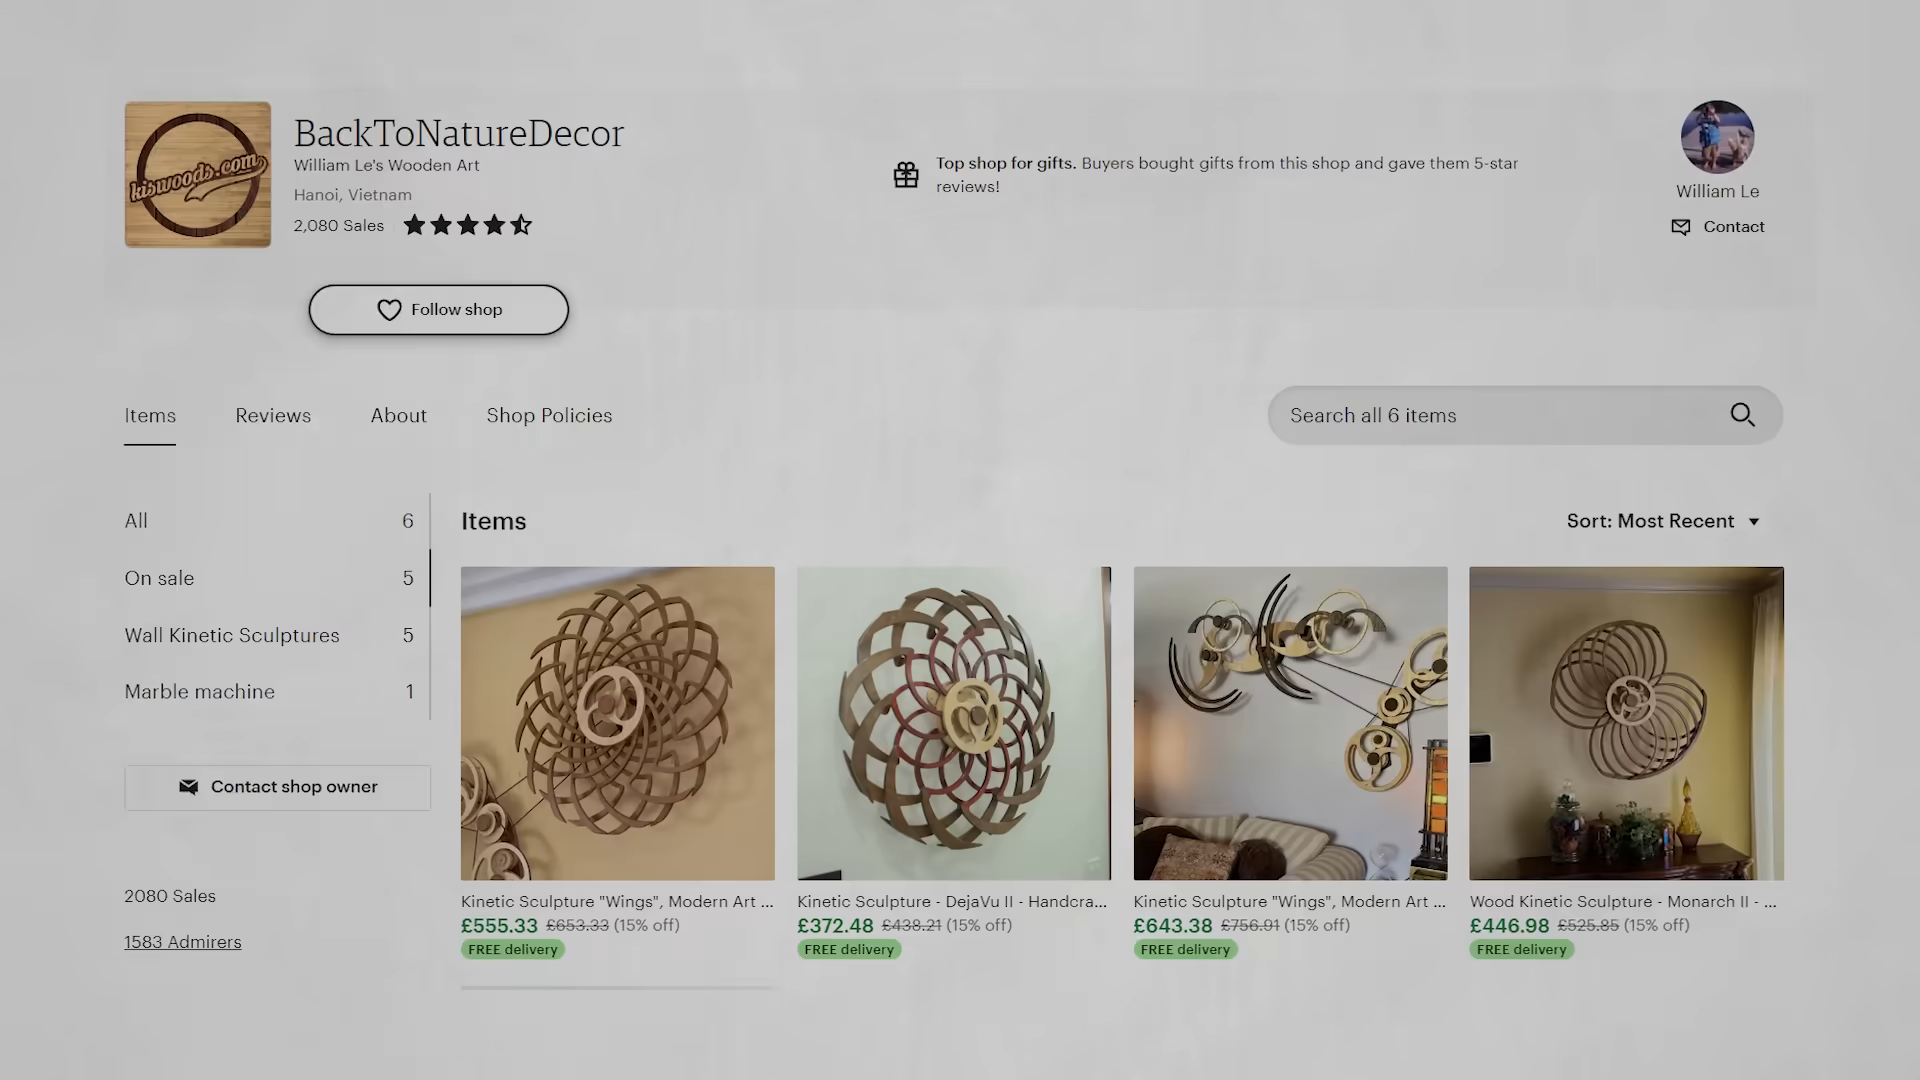 kiswoods.com
BackToNatureDecor
William Le's Wooden Art
Hanoi, Vietnam
2,080 Sales
Follow shop
Top shop for gifts. Buyers bought gifts from this shop and gave them 5-star
reviews!
William Le
Contact
Items
Reviews
About
Shop Policies
Search all 6 items
All 6
On sale 5
Wall Kinetic Sculptures 5
Marble machine 1
Contact shop owner
2080 Sales
1583 Admirers
Items
Sort: Most Recent
Kinetic Sculpture "Wings", Modern Art ...
£555.33 £653.33 (15% off)
FREE delivery
Kinetic Sculpture - DejaVu II - Handcra...
£372.48 £438.21 (15% off)
FREE delivery
Kinetic Sculpture "Wings", Modern Art ...
£643.38 £756.91 (15% off)
FREE delivery
Wood Kinetic Sculpture - Monarch II - ...
£446.98 £525.85 (15% off)
FREE delivery